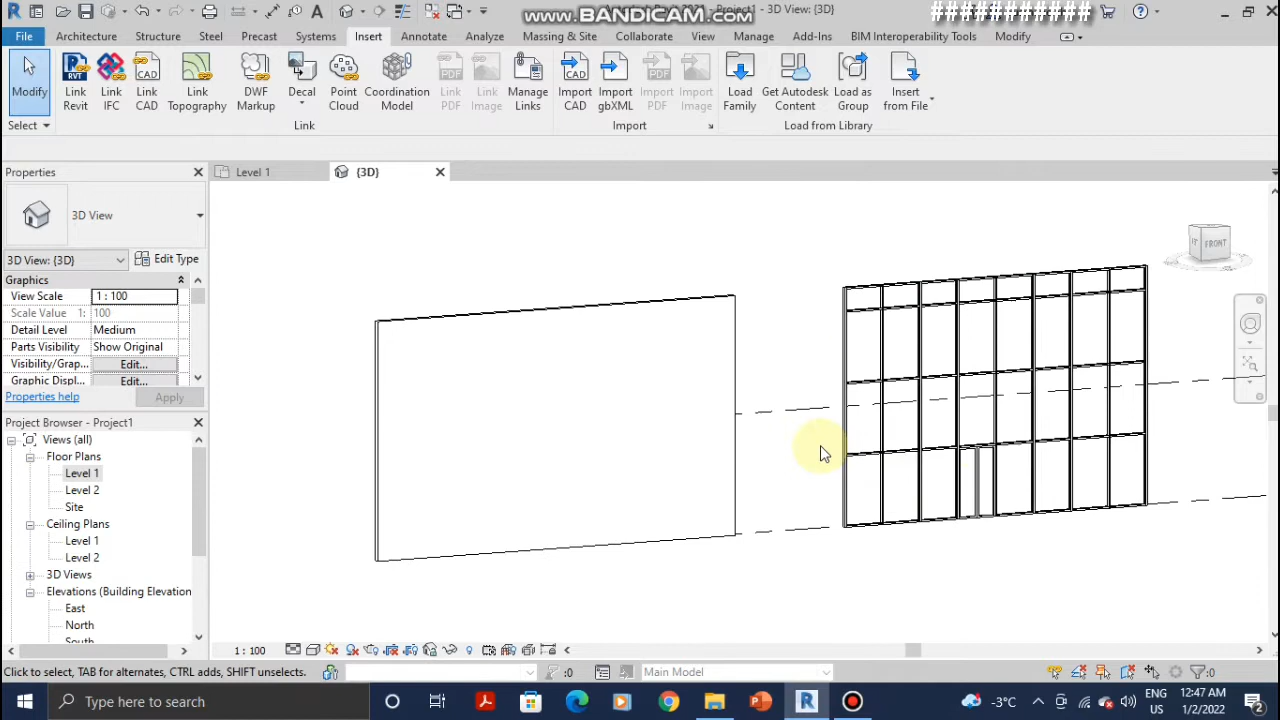 - Project1 - 3D View: {3D}
www.BANDICAM.com
############
File Architecture Structure Steel Precast Systems Insert Annotate Analyze Massing & Site Collaborate View Manage Add-Ins BIM Interoperability Tools Modify
Modify
Link Revit
Link IFC
Link CAD
Link Topography
DWF Markup
Decal
Point Cloud
Coordination Model
Link PDF
Link Image
Manage Links
Import CAD
Import gbXML
Import PDF
Import Image
Load Family
Get Autodesk Content
Load as Group
Insert from File
Select
Link
Import
Load from Library
Properties
Level 1
{3D}
3D View
3D View: {3D}
Edit Type
Graphics
View Scale 1 : 100
Scale Value 1: 100
Detail Level Medium
Parts Visibility Show Original
Visibility/Grap... Edit...
Graphic Displ... Edit...
Properties help
Apply
Project Browser - Project1
Views (all)
Floor Plans
Level 1
Level 2
Site
Ceiling Plans
Level 1
Level 2
3D Views
Elevations (Building Elevation
East
North
South
FRONT
1 : 100
Click to select, TAB for alternates, CTRL adds, SHIFT unselects.
:0
Main Model
:0
Type here to search
-3°C
ENG
US
12:47 AM
1/2/2022
2